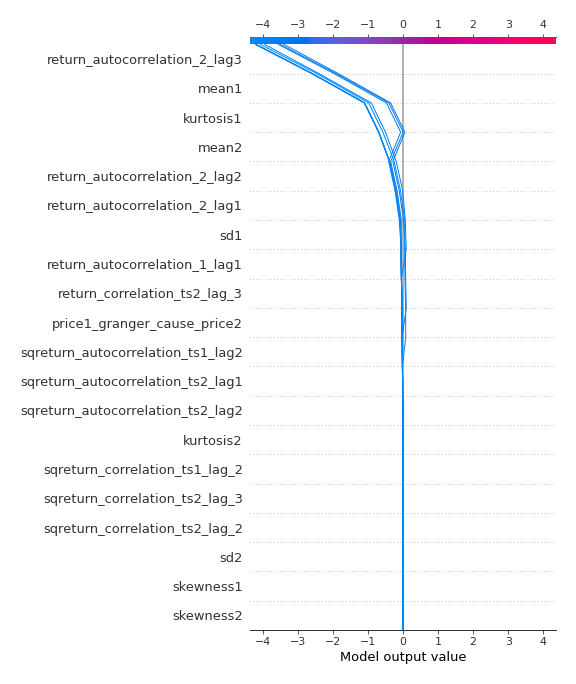 −4 −3 −2 −1 0 1 2 3 4
return_autocorrelation_2_lag3
mean1
kurtosis1
mean2
return_autocorrelation_2_lag2
return_autocorrelation_2_lag1
sd1
return_autocorrelation_1_lag1
return_correlation_ts2_lag_3
price1_granger_cause_price2
sqreturn_autocorrelation_ts1_lag2
sqreturn_autocorrelation_ts2_lag1
sqreturn_autocorrelation_ts2_lag2
kurtosis2
sqreturn_correlation_ts1_lag_2
sqreturn_correlation_ts2_lag_3
sqreturn_correlation_ts2_lag_2
sd2
skewness1
skewness2
−4 −3 −2 −1 0 1 2 3 4
Model output value